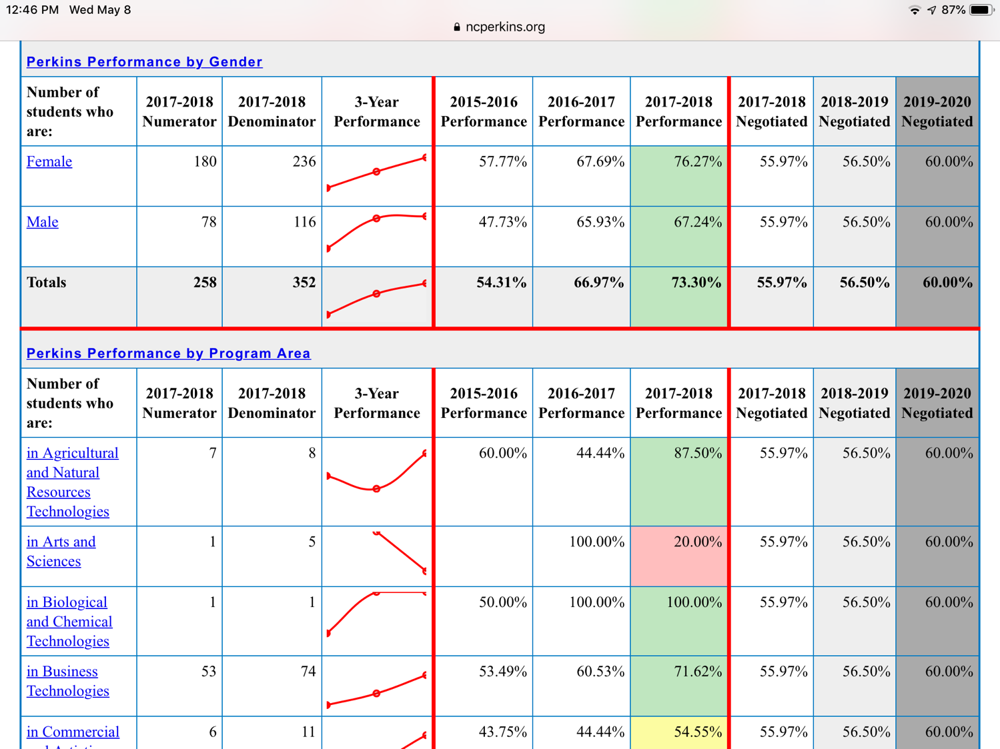 12:46 PM Wed May 8
87%
ncperkins.org
Perkins Performance by Gender
Number of students who are: 2017-2018 Numerator 2017-2018 Denominator 3-Year Performance 2015-2016 Performance 2016-2017 Performance 2017-2018 Performance 2017-2018 Negotiated 2018-2019 Negotiated 2019-2020 Negotiated
Female 180 236 57.77% 67.69% 76.27% 55.97% 56.50% 60.00%
Male 78 116 47.73% 65.93% 67.24% 55.97% 56.50% 60.00%
Totals 258 352 54.31% 66.97% 73.30% 55.97% 56.50% 60.00%
Perkins Performance by Program Area
Number of students who are: 2017-2018 Numerator 2017-2018 Denominator 3-Year Performance 2015-2016 Performance 2016-2017 Performance 2017-2018 Performance 2017-2018 Negotiated 2018-2019 Negotiated 2019-2020 Negotiated
in Agricultural and Natural Resources Technologies 7 8 60.00% 44.44% 87.50% 55.97% 56.50% 60.00%
in Arts and Sciences 1 5 100.00% 20.00% 55.97% 56.50% 60.00%
in Biological and Chemical Technologies 1 1 50.00% 100.00% 100.00% 55.97% 56.50% 60.00%
in Business Technologies 53 74 53.49% 60.53% 71.62% 55.97% 56.50% 60.00%
in Commercial 6 11 43.75% 44.44% 54.55% 55.97% 56.50% 60.00%